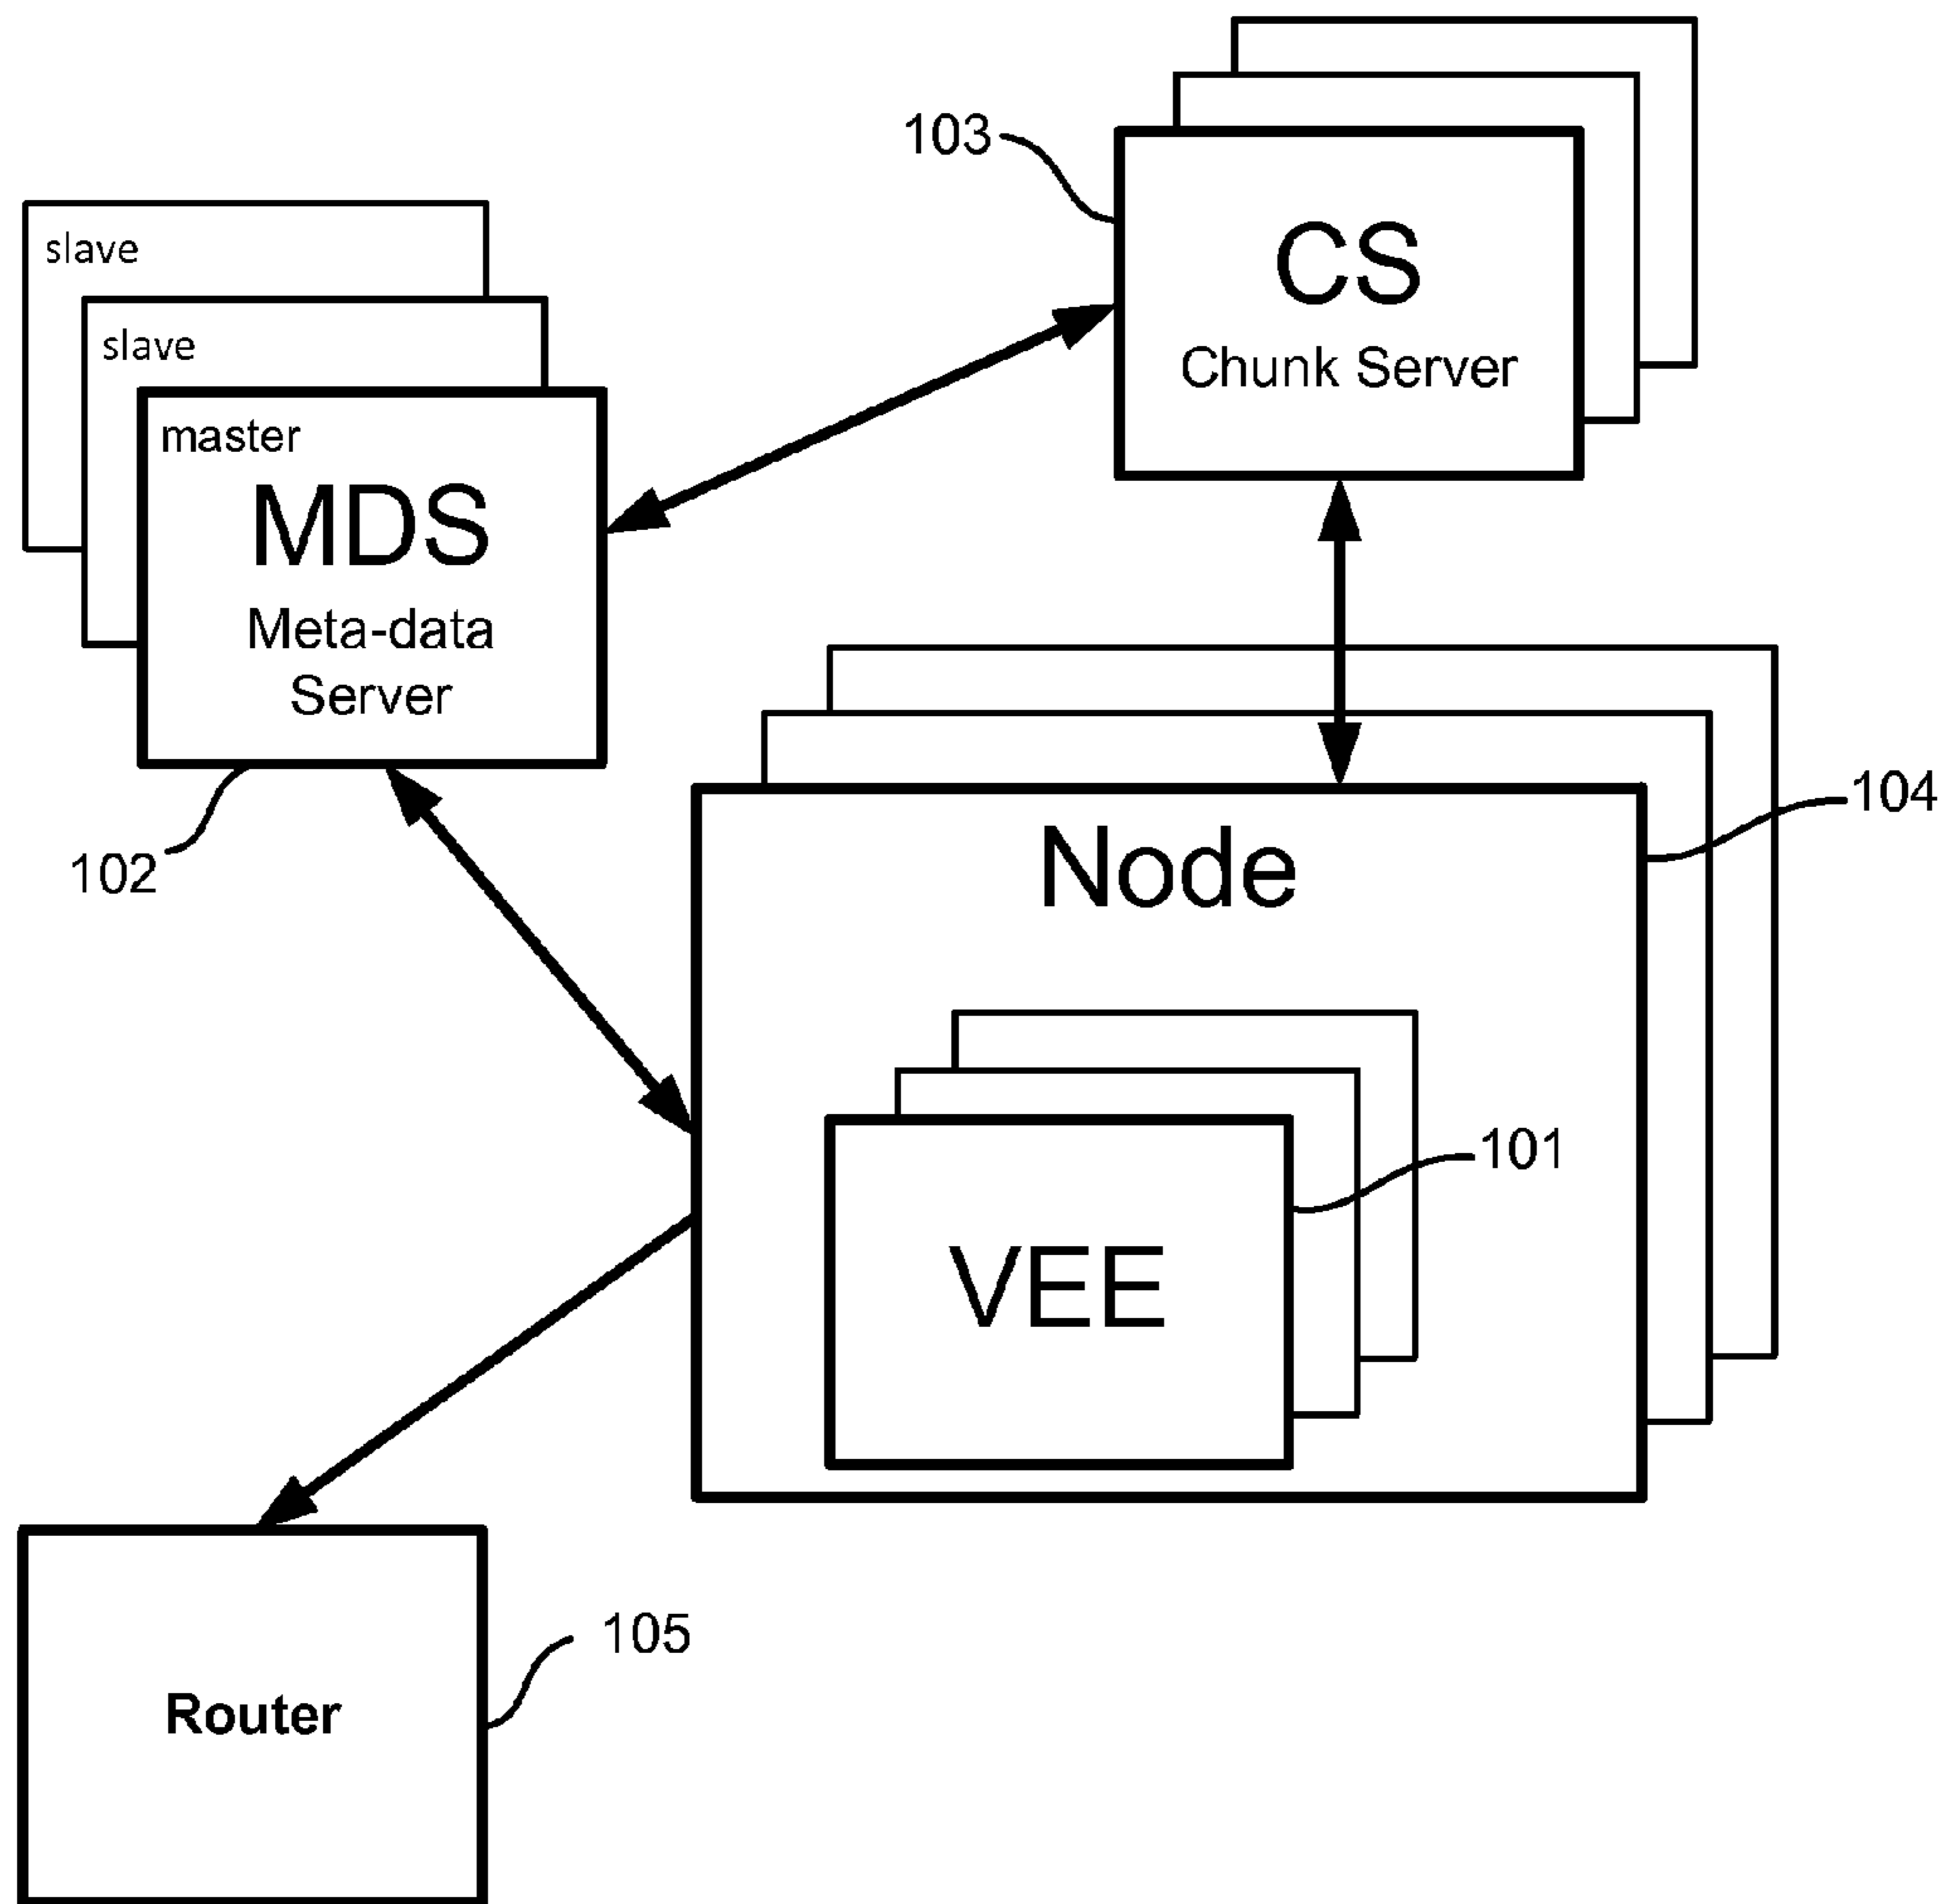 103
CS
Chunk Server
slave
slave
master
MDS
Meta-data
Server
102
104
Node
101
VEE
105
Router